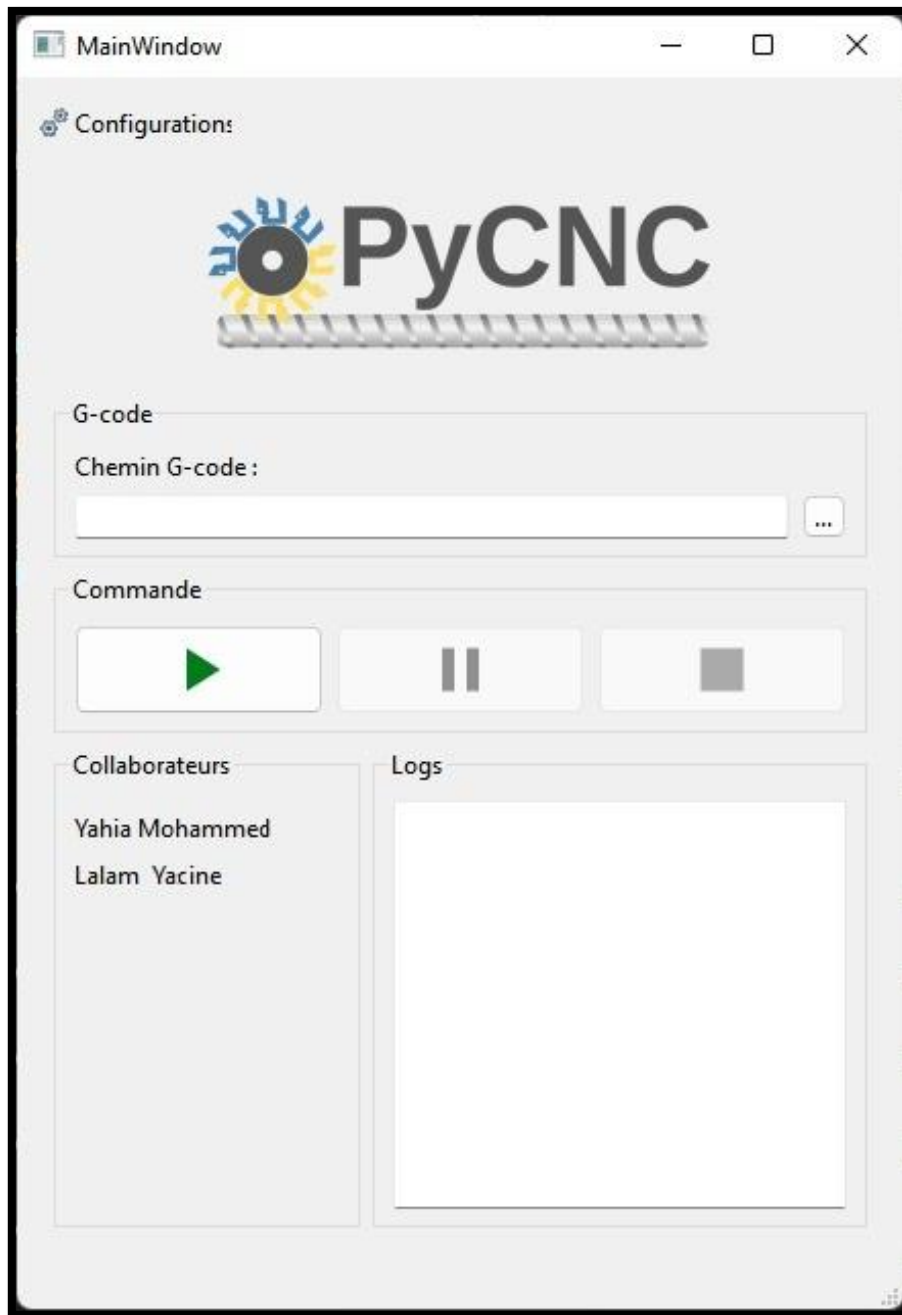 MainWindow
Configurations
PyCNC
G-code
Chemin G-code :
...
Commande
Collaborateurs
Logs
Yahia Mohammed
Lalam Yacine